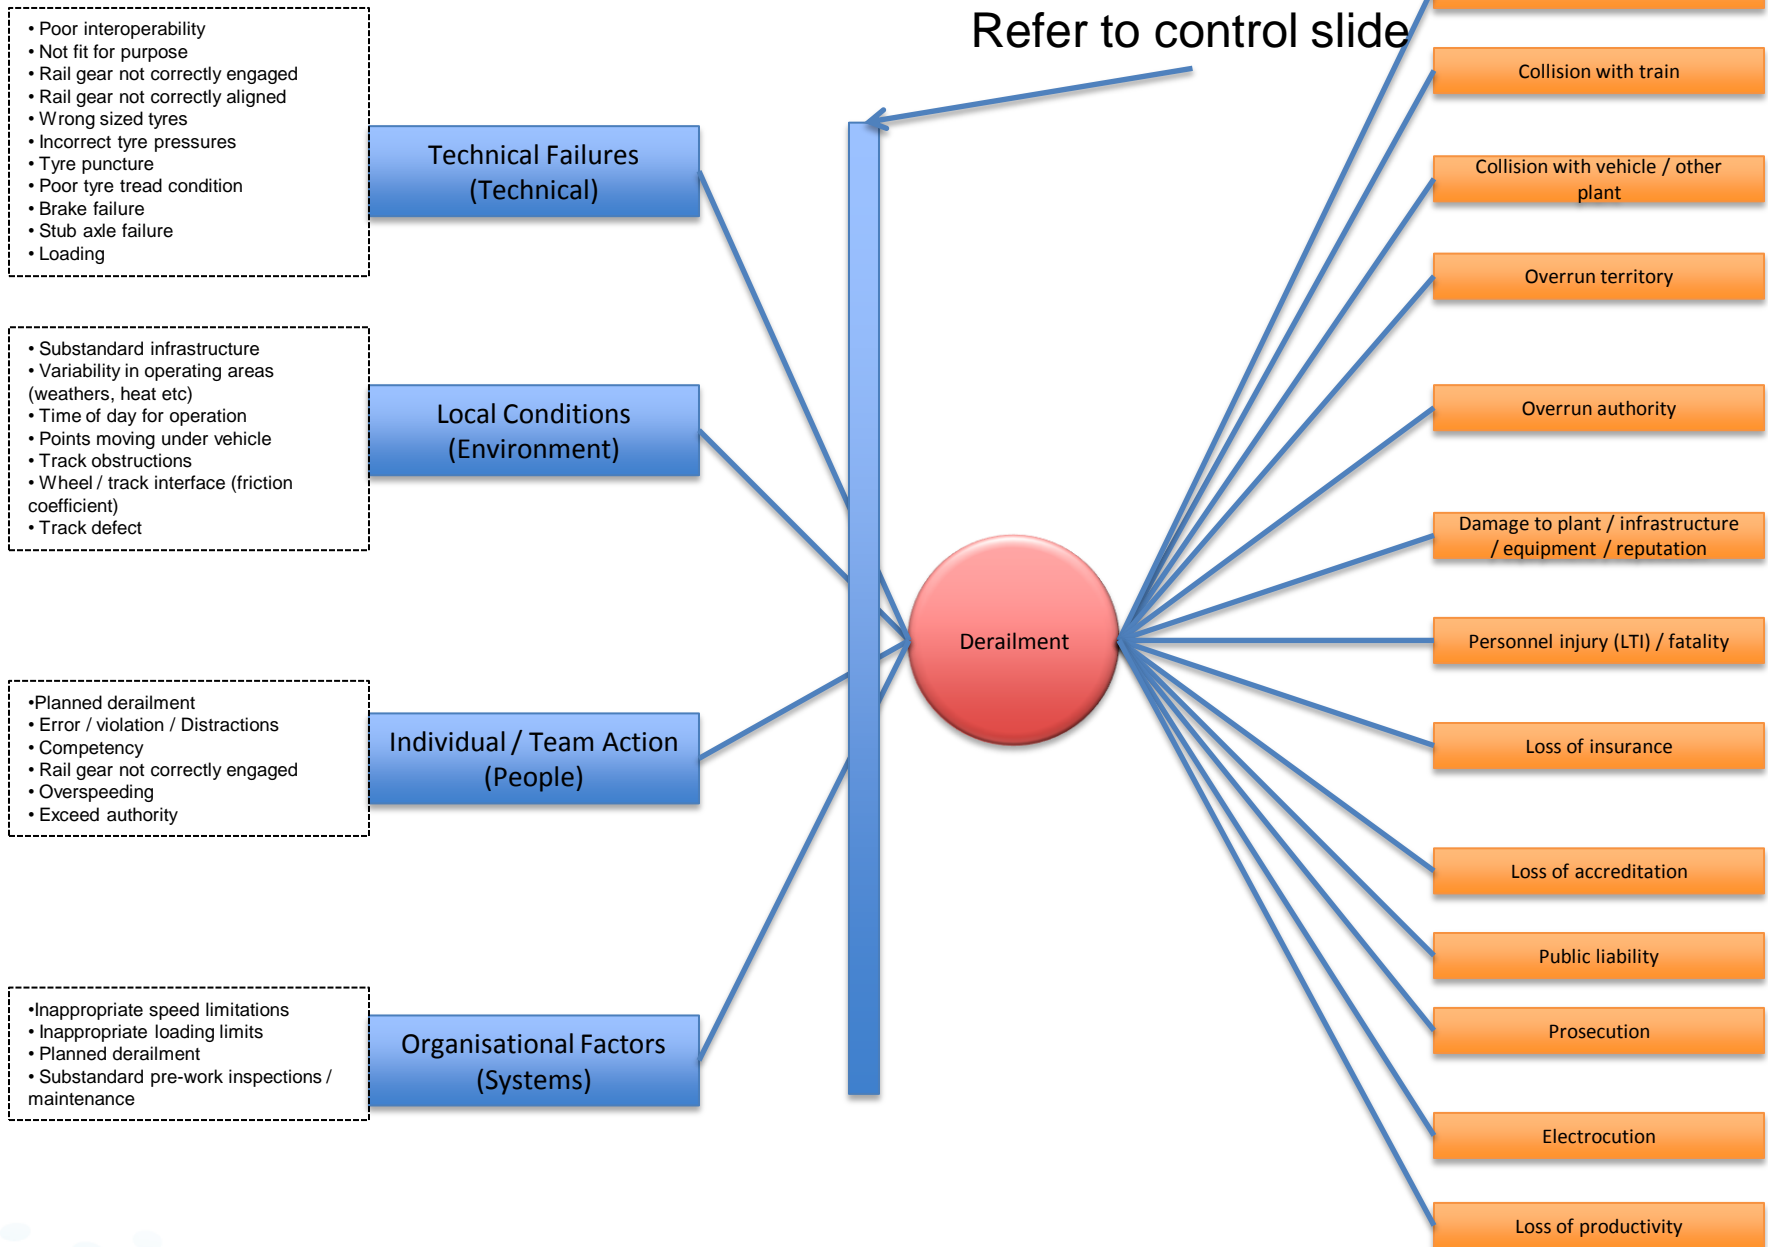 Refer to control slide
• Poor interoperability
• Not fit for purpose
• Rail gear not correctly engaged
• Rail gear not correctly aligned
• Wrong sized tyres
• Incorrect tyre pressures
• Tyre puncture
• Poor tyre tread condition
• Brake failure
• Stub axle failure
• Loading
Technical Failures
(Technical)
• Substandard infrastructure
• Variability in operating areas
(weathers, heat etc)
• Time of day for operation
• Points moving under vehicle
• Track obstructions
• Wheel / track interface (friction
coefficient)
• Track defect
Local Conditions
(Environment)
•Planned derailment
• Error / violation / Distractions
• Competency
• Rail gear not correctly engaged
• Overspeeding
• Exceed authority
Individual / Team Action
(People)
•Inappropriate speed limitations
• Inappropriate loading limits
• Planned derailment
• Substandard pre-work inspections /
maintenance
Organisational Factors
(Systems)
Derailment
Collision with train
Collision with vehicle / other
plant
Overrun territory
Overrun authority
Damage to plant / infrastructure
/ equipment / reputation
Personnel injury (LTI) / fatality
Loss of insurance
Loss of accreditation
Public liability
Prosecution
Electrocution
Loss of productivity